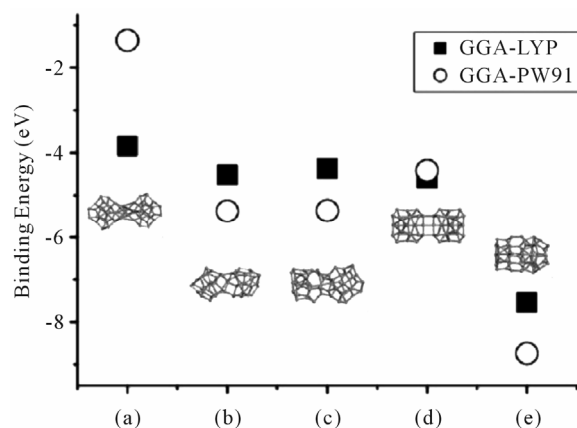 GGA-LYP
GGA-PW91
Binding Energy (eV)
-2
-4
-6
-8
(a) (b) (c) (d) (e)